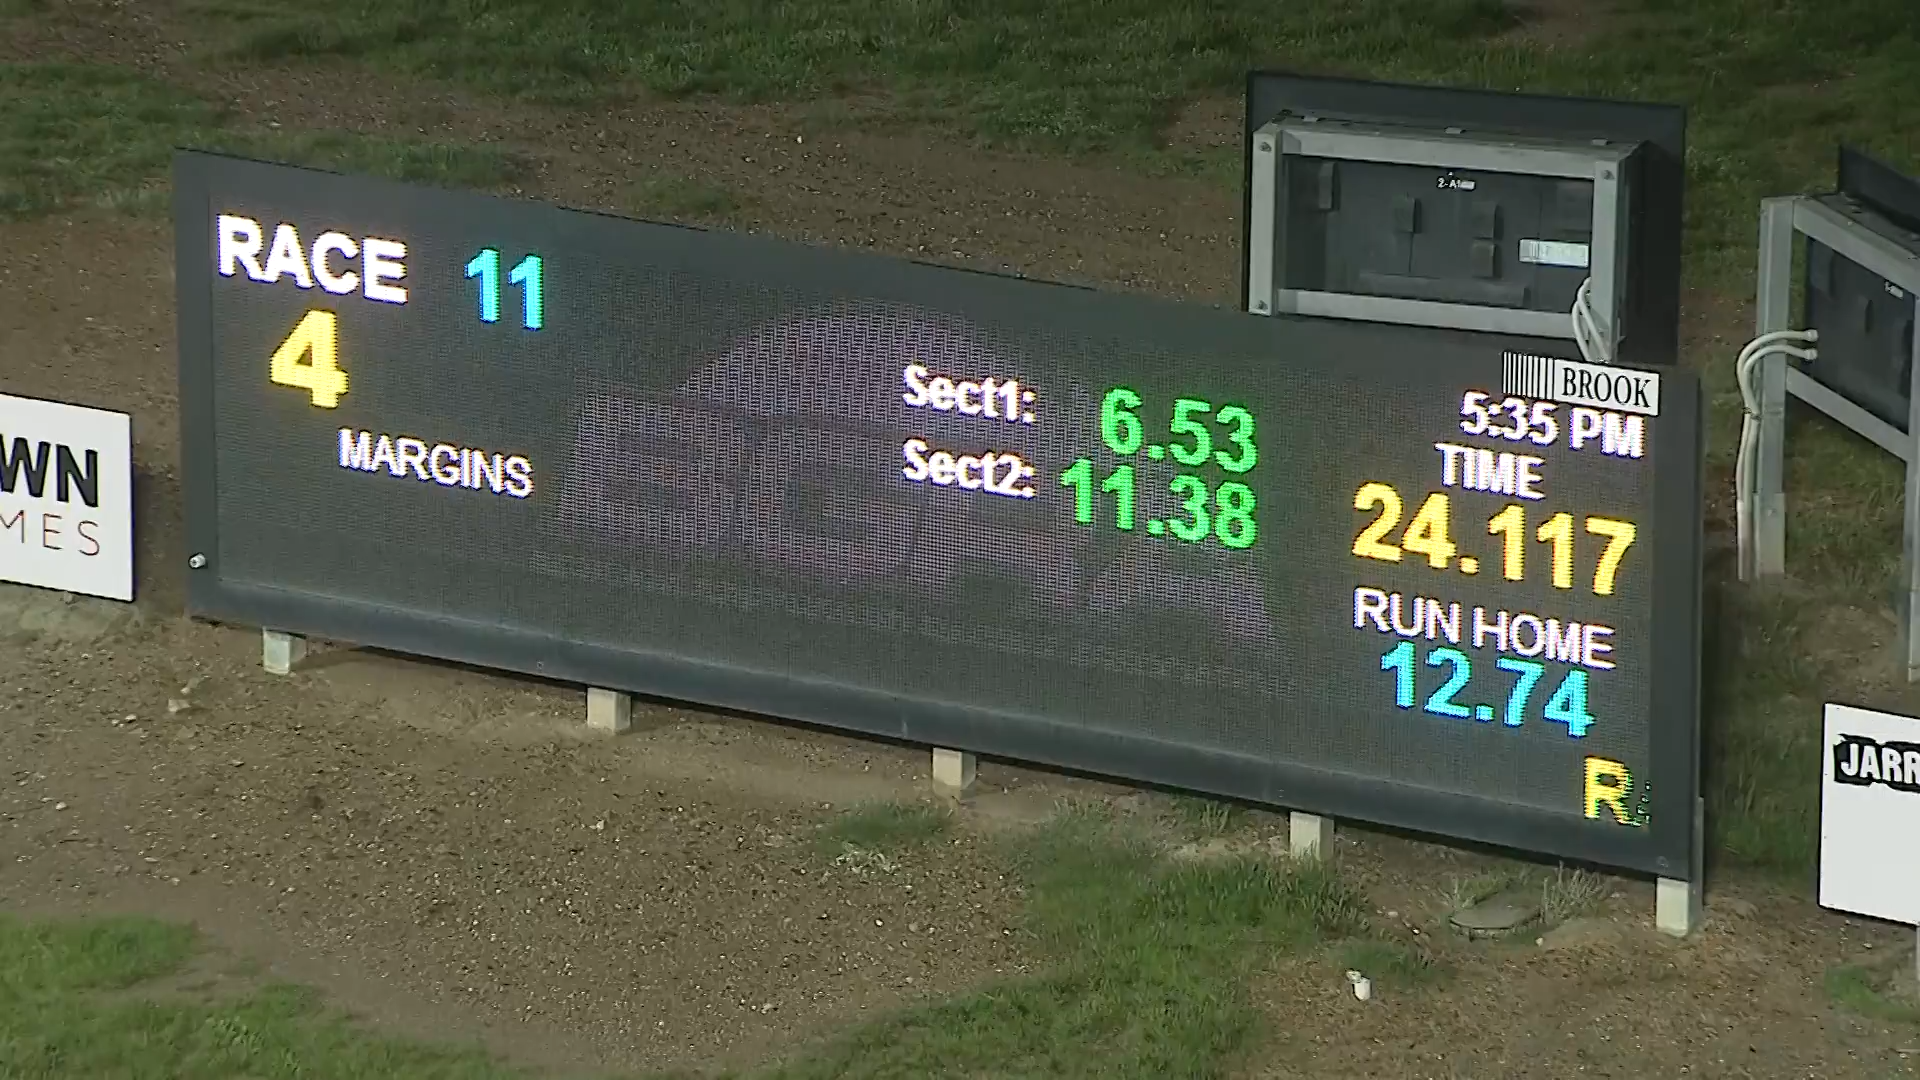 RACE 11
4
MARGINS
Sect1: 6.53
Sect2: 11.38
BROOK
5:35 PM
TIME
24.117
RUN HOME
12.74
R
WN
MES
JARR